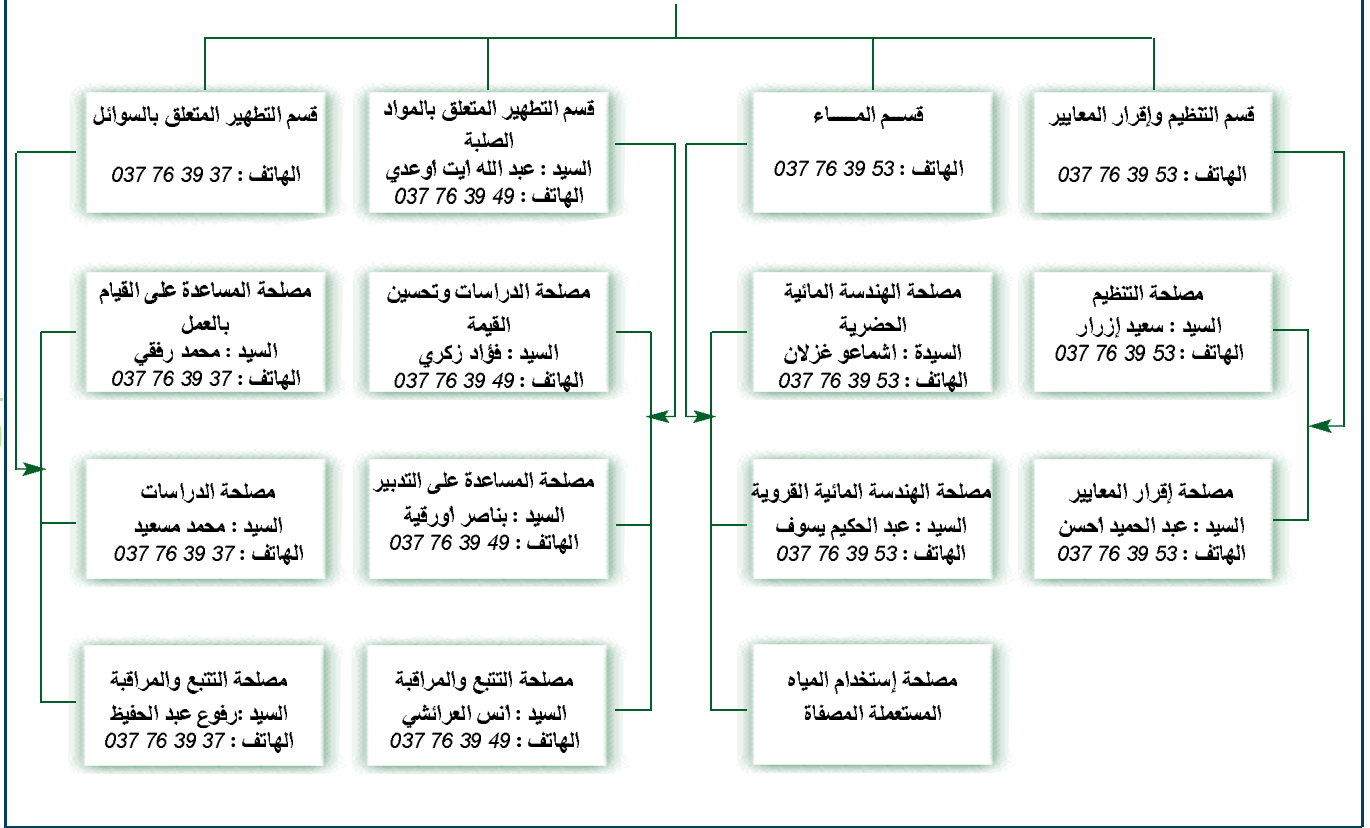 قسم التنظيم وإقرار المعايير
الهاتف : 037 76 39 53
قســـم المـــــاء
الهاتف : 037 76 39 53
قسم التطهير المتعلق بالمواد
الصلبة
السيد : عبد الله أيت أوعدي
الهاتف : 037 76 39 49
قسم التطهير المتعلق بالسوائل
الهاتف : 037 76 39 37
مصلحة التنظيم
السيد : سعيد إزرار
الهاتف : 037 76 39 53
مصلحة الهندسة المائية
الحضرية
السيدة : اشماعو غزلان
الهاتف : 037 76 39 53
مصلحة الدراسات وتحسين
القيمة
السيد : فؤاد زكري
الهاتف : 037 76 39 49
مصلحة المساعدة على القيام
بالعمل
السيد : محمد رفقي
الهاتف : 037 76 39 37
مصلحة إقرار المعايير
السيد : عبد الحميد أحسن
الهاتف : 037 76 39 53
مصلحة الهندسة المائية القروية
السيد : عبد الحكيم يسوف
الهاتف : 037 76 39 53
مصلحة المساعدة على التدبير
السيد : بناصر أورقية
الهاتف : 037 76 39 49
مصلحة الدراسات
السيد : محمد مسعيد
الهاتف : 037 76 39 37
مصلحة إستخدام المياه
المستعملة المصفاة
مصلحة التتبع والمراقبة
السيد : أنس العرائشي
الهاتف : 037 76 39 49
مصلحة التتبع والمراقبة
السيد :رفوع عبد الحفيظ
الهاتف : 037 76 39 37